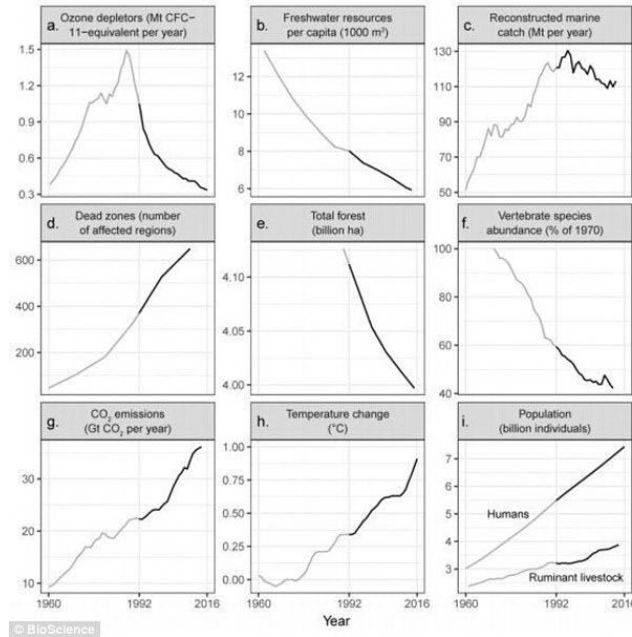 a. Ozone depletors (Mt CFC−
11−equivalent per year)
1.5
1.2
0.9
0.6
0.3
b. Freshwater resources
per capita (1000 m³)
12
10
8
6
c. Reconstructed marine
catch (Mt per year)
130
110
90
70
50
d. Dead zones (number
of affected regions)
600
400
200
e. Total forest
(billion ha)
4.10
4.05
4.00
f. Vertebrate species
abundance (% of 1970)
100
80
60
40
g. CO₂ emissions
(Gt CO₂ per year)
30
20
10
1960 1992 2016
h. Temperature change
(°C)
1.00
0.75
0.50
0.25
0.00
1960 1992 2016
i. Population
(billion individuals)
7
6
5
4
3
Humans
Ruminant livestock
1960 1992 2016
Year
© BioScience